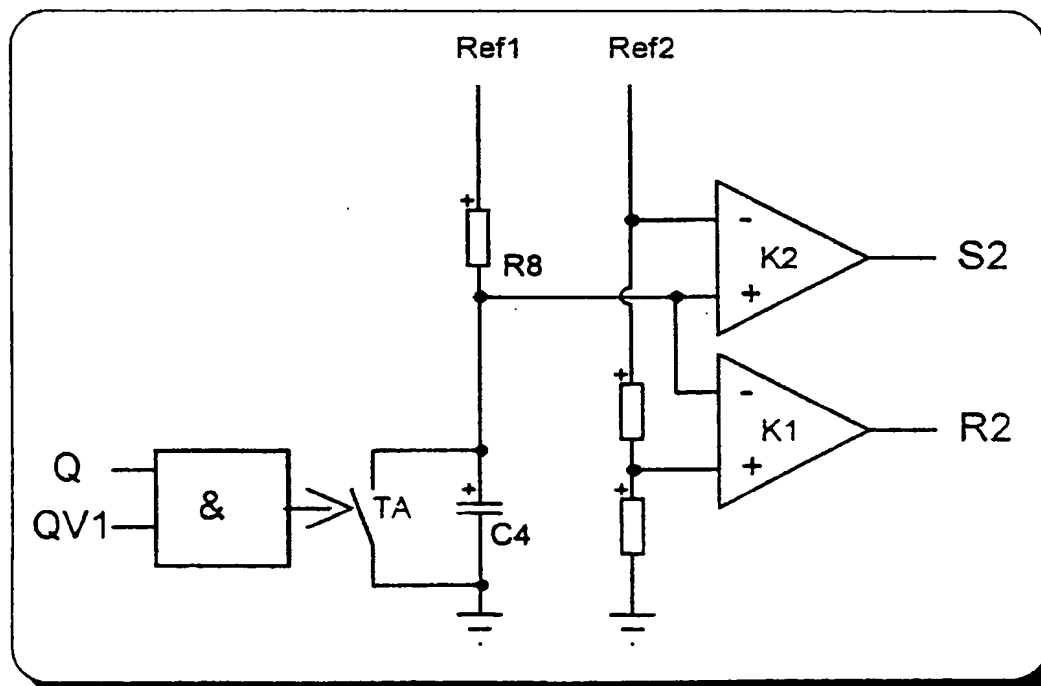 Ref1 Ref2
+
R8
-
K2
+
S2
+
-
K1
+
R2
Q
QV1
&
TA
+
C4
+